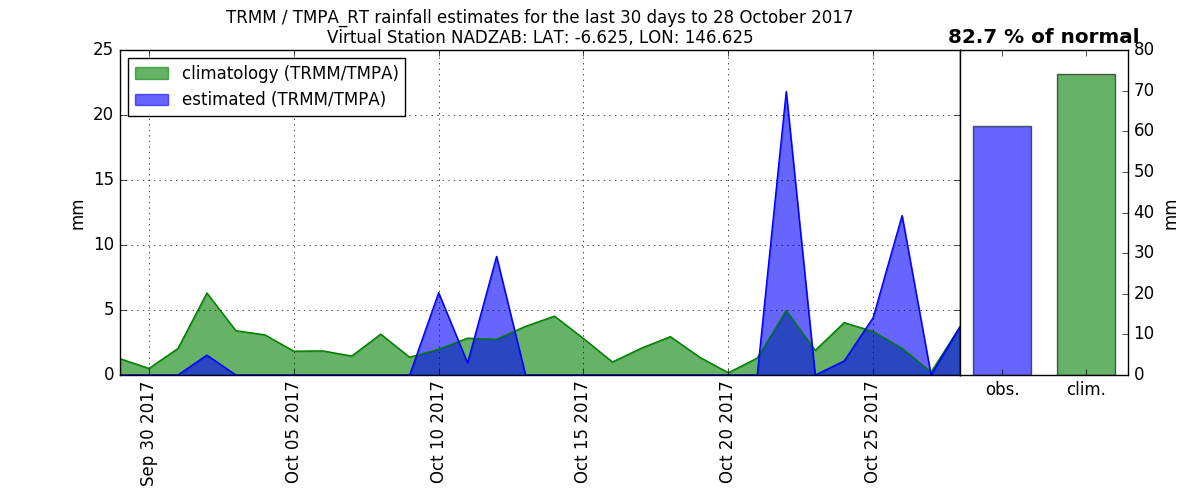 TRMM / TMPA_RT rainfall estimates for the last 30 days to 28 October 2017
Virtual Station NADZAB: LAT: -6.625, LON: 146.625
82.7 % of normal
climatology (TRMM/TMPA)
estimated (TRMM/TMPA)
25
20
15
10
5
0
mm
Sep 30 2017
Oct 05 2017
Oct 10 2017
Oct 15 2017
Oct 20 2017
Oct 25 2017
80
70
60
50
40
30
20
10
0
mm
obs.
clim.